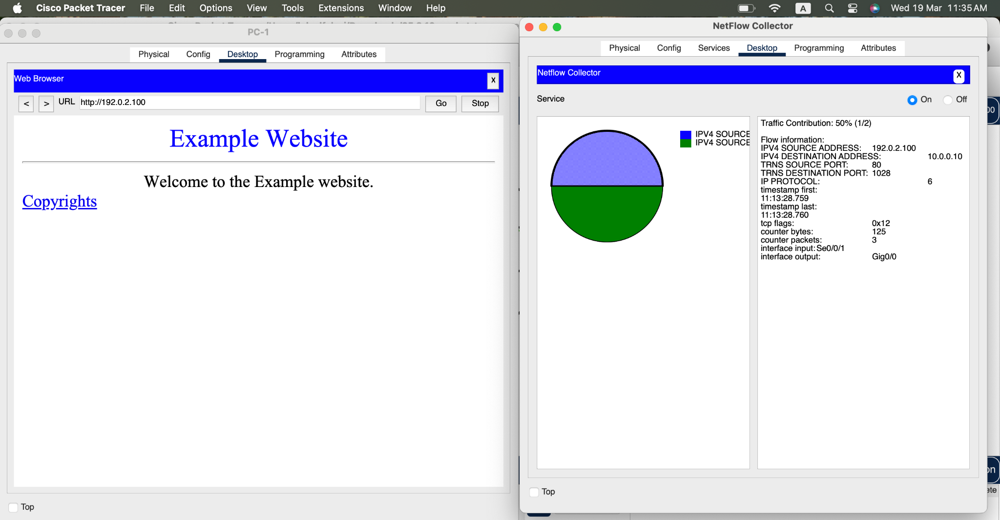 Cisco Packet Tracer File Edit Options View Tools Extensions Window Help A Wed 19 Mar 11:35 AM
PC-1
Physical Config Desktop Programming Attributes
Web Browser X
< > URL http://192.0.2.100 Go Stop
Example Website
Welcome to the Example website.
Copyrights
Top
NetFlow Collector
Physical Config Services Desktop Programming Attributes
Netflow Collector X
Service On Off
IPV4 SOURCE
IPV4 SOURCE
Traffic Contribution: 50% (1/2)
Flow information:
IPV4 SOURCE ADDRESS: 192.0.2.100
IPV4 DESTINATION ADDRESS: 10.0.0.10
TRNS SOURCE PORT: 80
TRNS DESTINATION PORT: 1028
IP PROTOCOL: 6
timestamp first:
11:13:28.759
timestamp last:
11:13:28.760
tcp flags: 0x12
counter bytes: 125
counter packets: 3
interface input: Se0/0/1
interface output: Gig0/0
Top